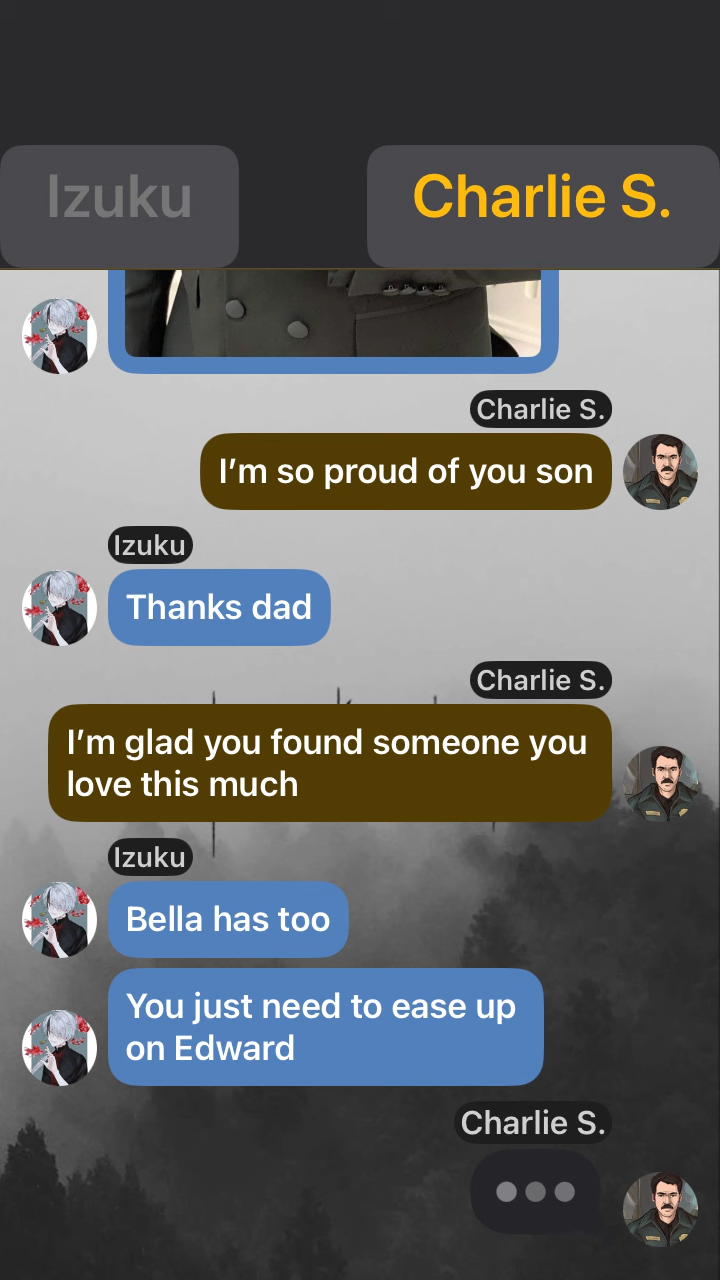 Izuku
Charlie S.
Charlie S.
I’m so proud of you son
Izuku
Thanks dad
Charlie S.
I’m glad you found someone you
love this much
Izuku
Bella has too
You just need to ease up
on Edward
Charlie S.